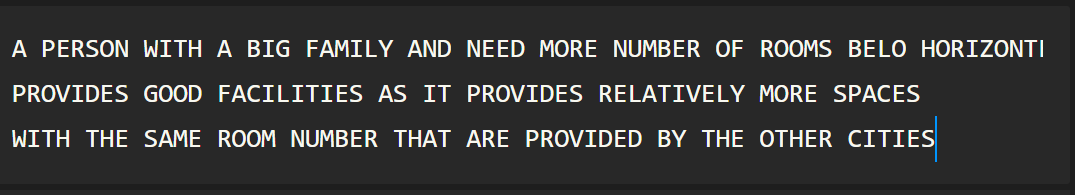 A PERSON WITH A BIG FAMILY AND NEED MORE NUMBER OF ROOMS BELO HORIZONT
PROVIDES GOOD FACILITIES AS IT PROVIDES RELATIVELY MORE SPACES
WITH THE SAME ROOM NUMBER THAT ARE PROVIDED BY THE OTHER CITIES